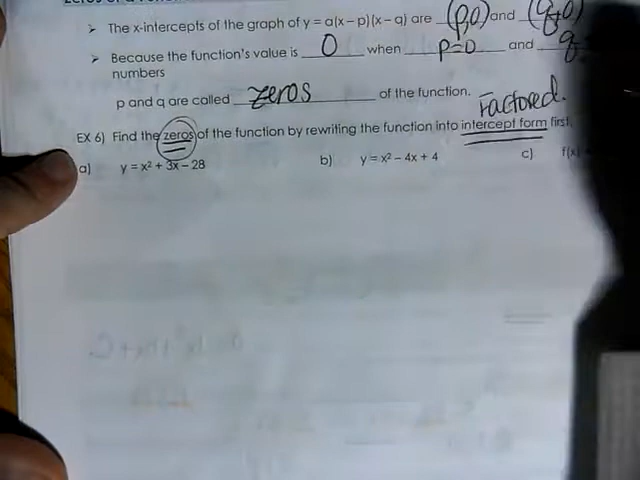 ➤ The x-intercepts of the graph of y = a(x – p)(x – q) are (p,0) and (q,0)
➤ Because the function's value is 0 when p=0 and q
numbers
p and q are called zeros of the function.
Factored.
EX 6) Find the zeros of the function by rewriting the function into intercept form first.
a) y = x² + 3x – 28 b) y = x² – 4x + 4 c) f(x)